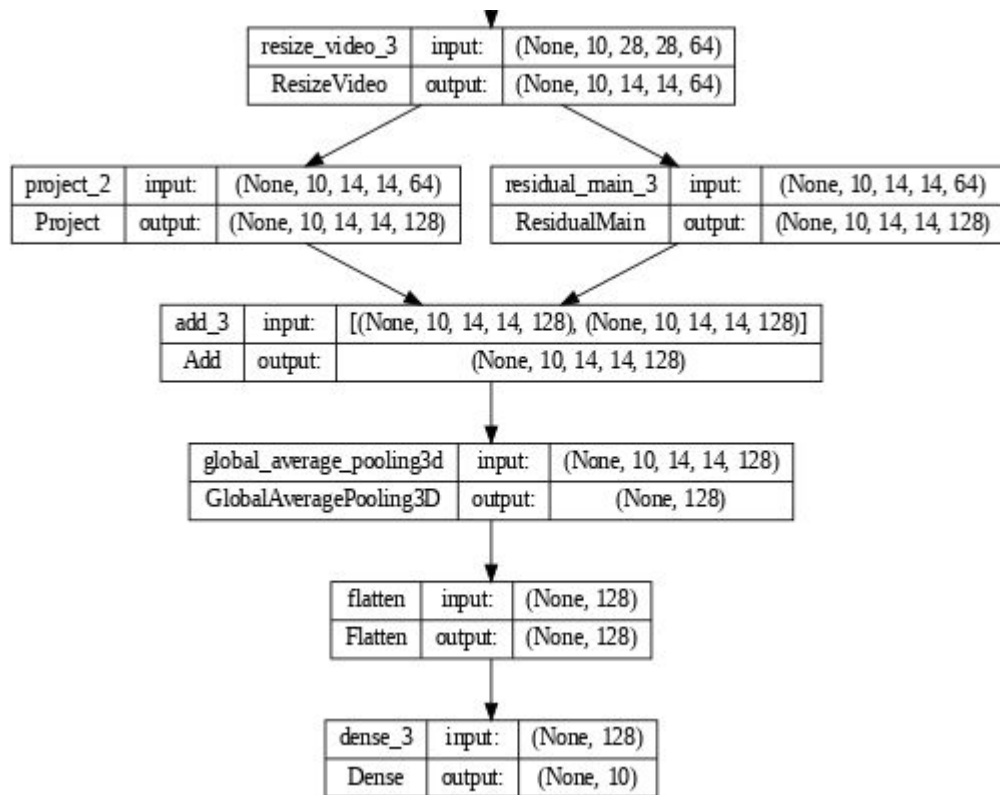 resize_video_3 input: (None, 10, 28, 28, 64)
ResizeVideo output: (None, 10, 14, 14, 64)
project_2 input: (None, 10, 14, 14, 64)
Project output: (None, 10, 14, 14, 128)
residual_main_3 input: (None, 10, 14, 14, 64)
ResidualMain output: (None, 10, 14, 14, 128)
add_3 input: [(None, 10, 14, 14, 128), (None, 10, 14, 14, 128)]
Add output: (None, 10, 14, 14, 128)
global_average_pooling3d input: (None, 10, 14, 14, 128)
GlobalAveragePooling3D output: (None, 128)
flatten input: (None, 128)
Flatten output: (None, 128)
dense_3 input: (None, 128)
Dense output: (None, 10)